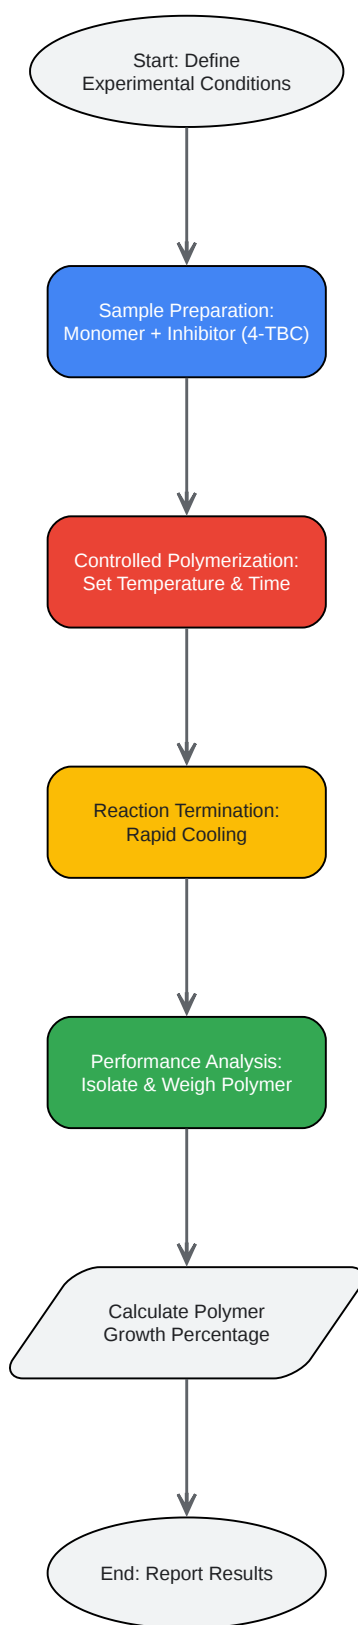 Start: Define
Experimental Conditions
Sample Preparation:
Monomer + Inhibitor (4-TBC)
Controlled Polymerization:
Set Temperature & Time
Reaction Termination:
Rapid Cooling
Performance Analysis:
Isolate & Weigh Polymer
Calculate Polymer
Growth Percentage
End: Report Results